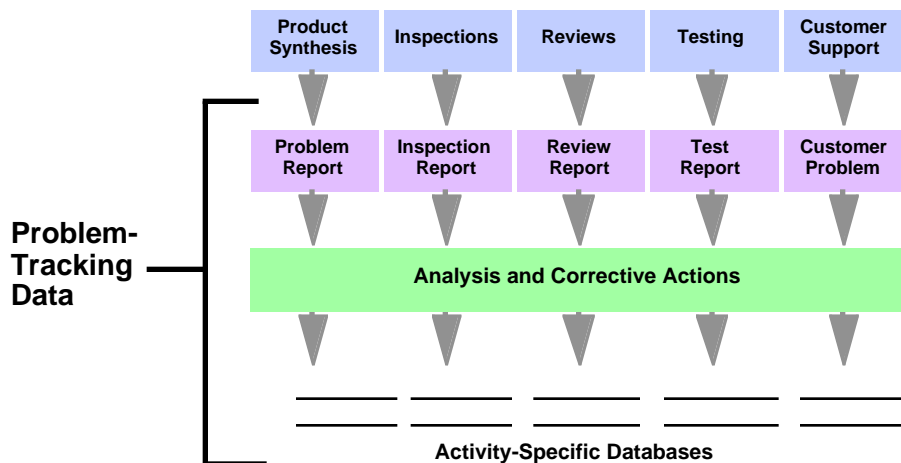 Product
Synthesis
Inspections
Reviews
Testing
Customer
Support
Problem
Report
Inspection
Report
Review
Report
Test
Report
Customer
Problem
Problem-
Tracking
Data
Analysis and Corrective Actions
Activity-Specific Databases